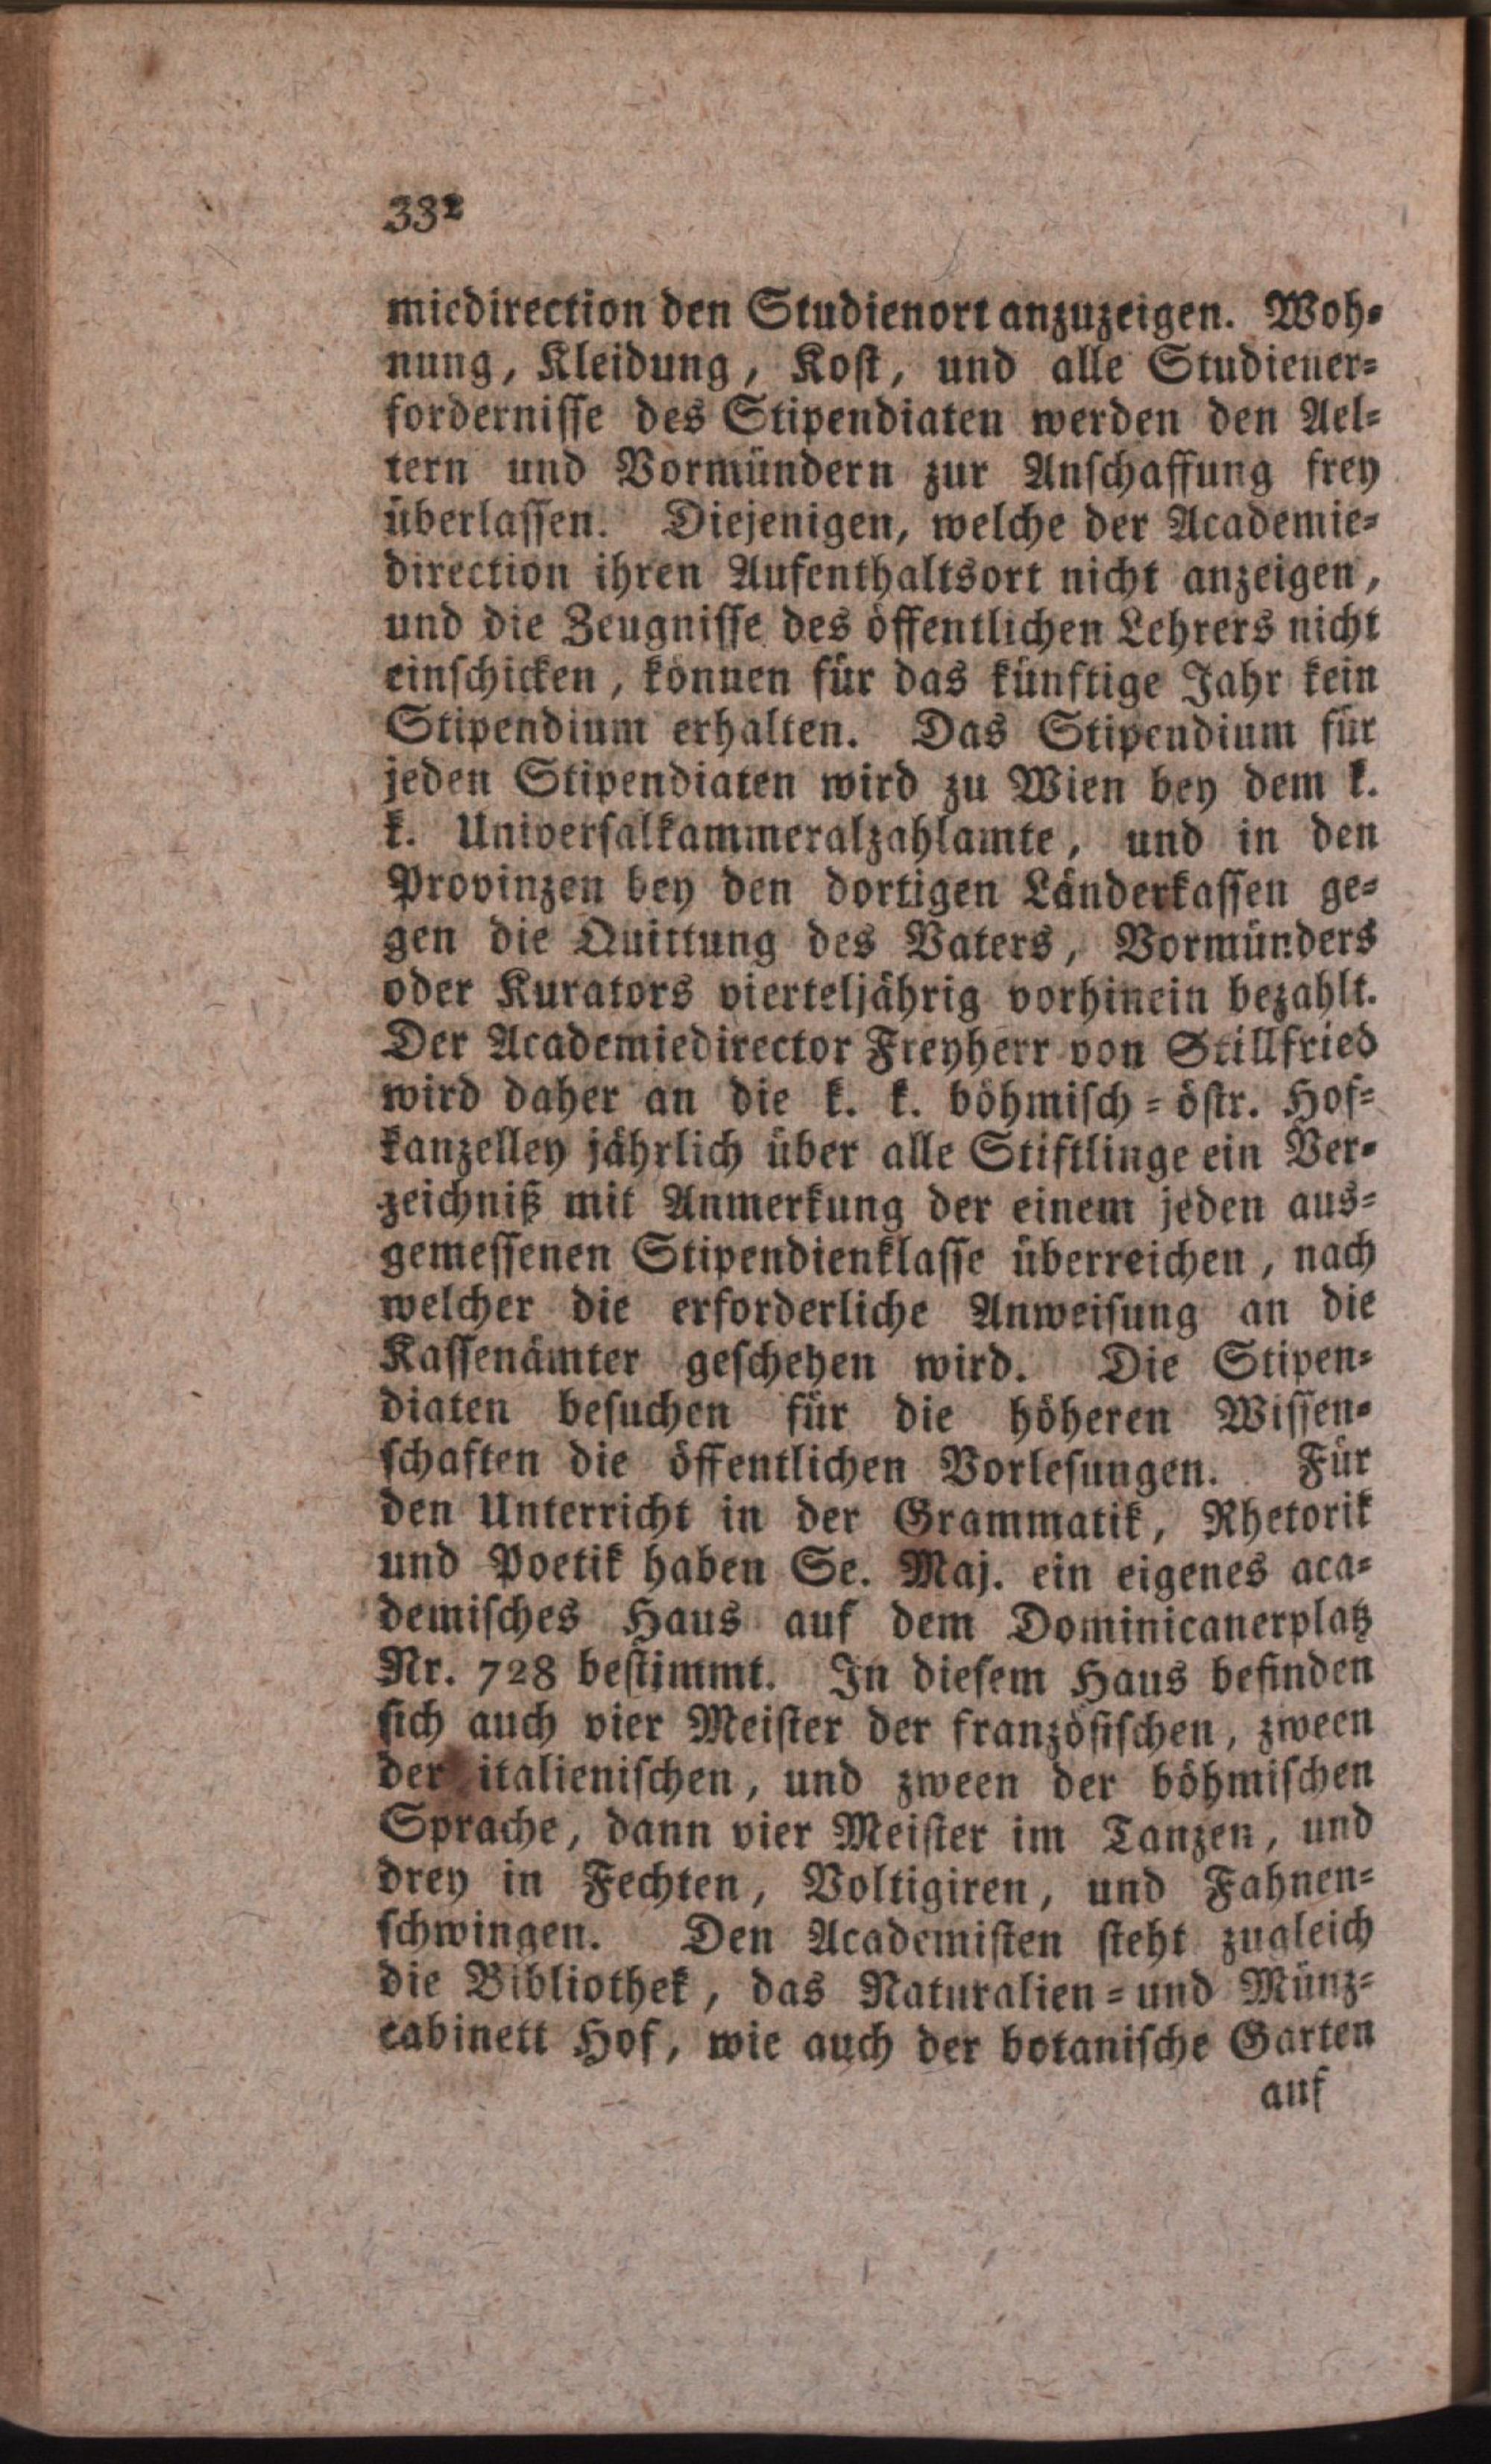 332
miedirection den Studienort anzuzeigen. Woh-
nung, Kleidung, Kost, und alle Studiener-
fordernisse des Stipendiaten werden den Ael-
tern und Vormündern zur Anschaffung frey
überlassen. Diejenigen, welche der Academie-
direction ihren Aufenthaltsort nicht anzeigen,
und die Zeugnisse des öffentlichen Lehrers nicht
einschicken, können für das künftige Jahr kein
Stipendium erhalten. Das Stipendium für
jeden Stipendiaten wird zu Wien bey dem k.
k. Universalkammeralzahlamte, und in den
Provinzen bey den dortigen Länderkassen ge-
gen die Quittung des Vaters, Vormünders
oder Kurators vierteljährig vorhinein bezahlt.
Der Academiedirector Freyherr von Stillfried
wird daher an die k. k. böhmisch-östr. Hof-
kanzelley jährlich über alle Stiftlinge ein Ver-
zeichniß mit Anmerkung der einem jeden aus-
gemessenen Stipendienklasse überreichen, nach
welcher die erforderliche Anweisung an die
Kassenämter geschehen wird. Die Stipen-
diaten besuchen für die höheren Wissen-
schaften die öffentlichen Vorlesungen. Für
den Unterricht in der Grammatik, Rhetorik
und Poetik haben Se. Maj. ein eigenes aca-
demisches Haus auf dem Dominicanerplatz
Nr. 728 bestimmt. In diesem Haus befinden
sich auch vier Meister der französischen, zween
der italienischen, und zween der böhmischen
Sprache, dann vier Meister im Tanzen, und
drey in Fechten, Voltigiren, und Fahnen-
schwingen. Den Academisten steht zugleich
die Bibliothek, das Naturalien-und Münz-
cabinett Hof, wie auch der botanische Garten
auf